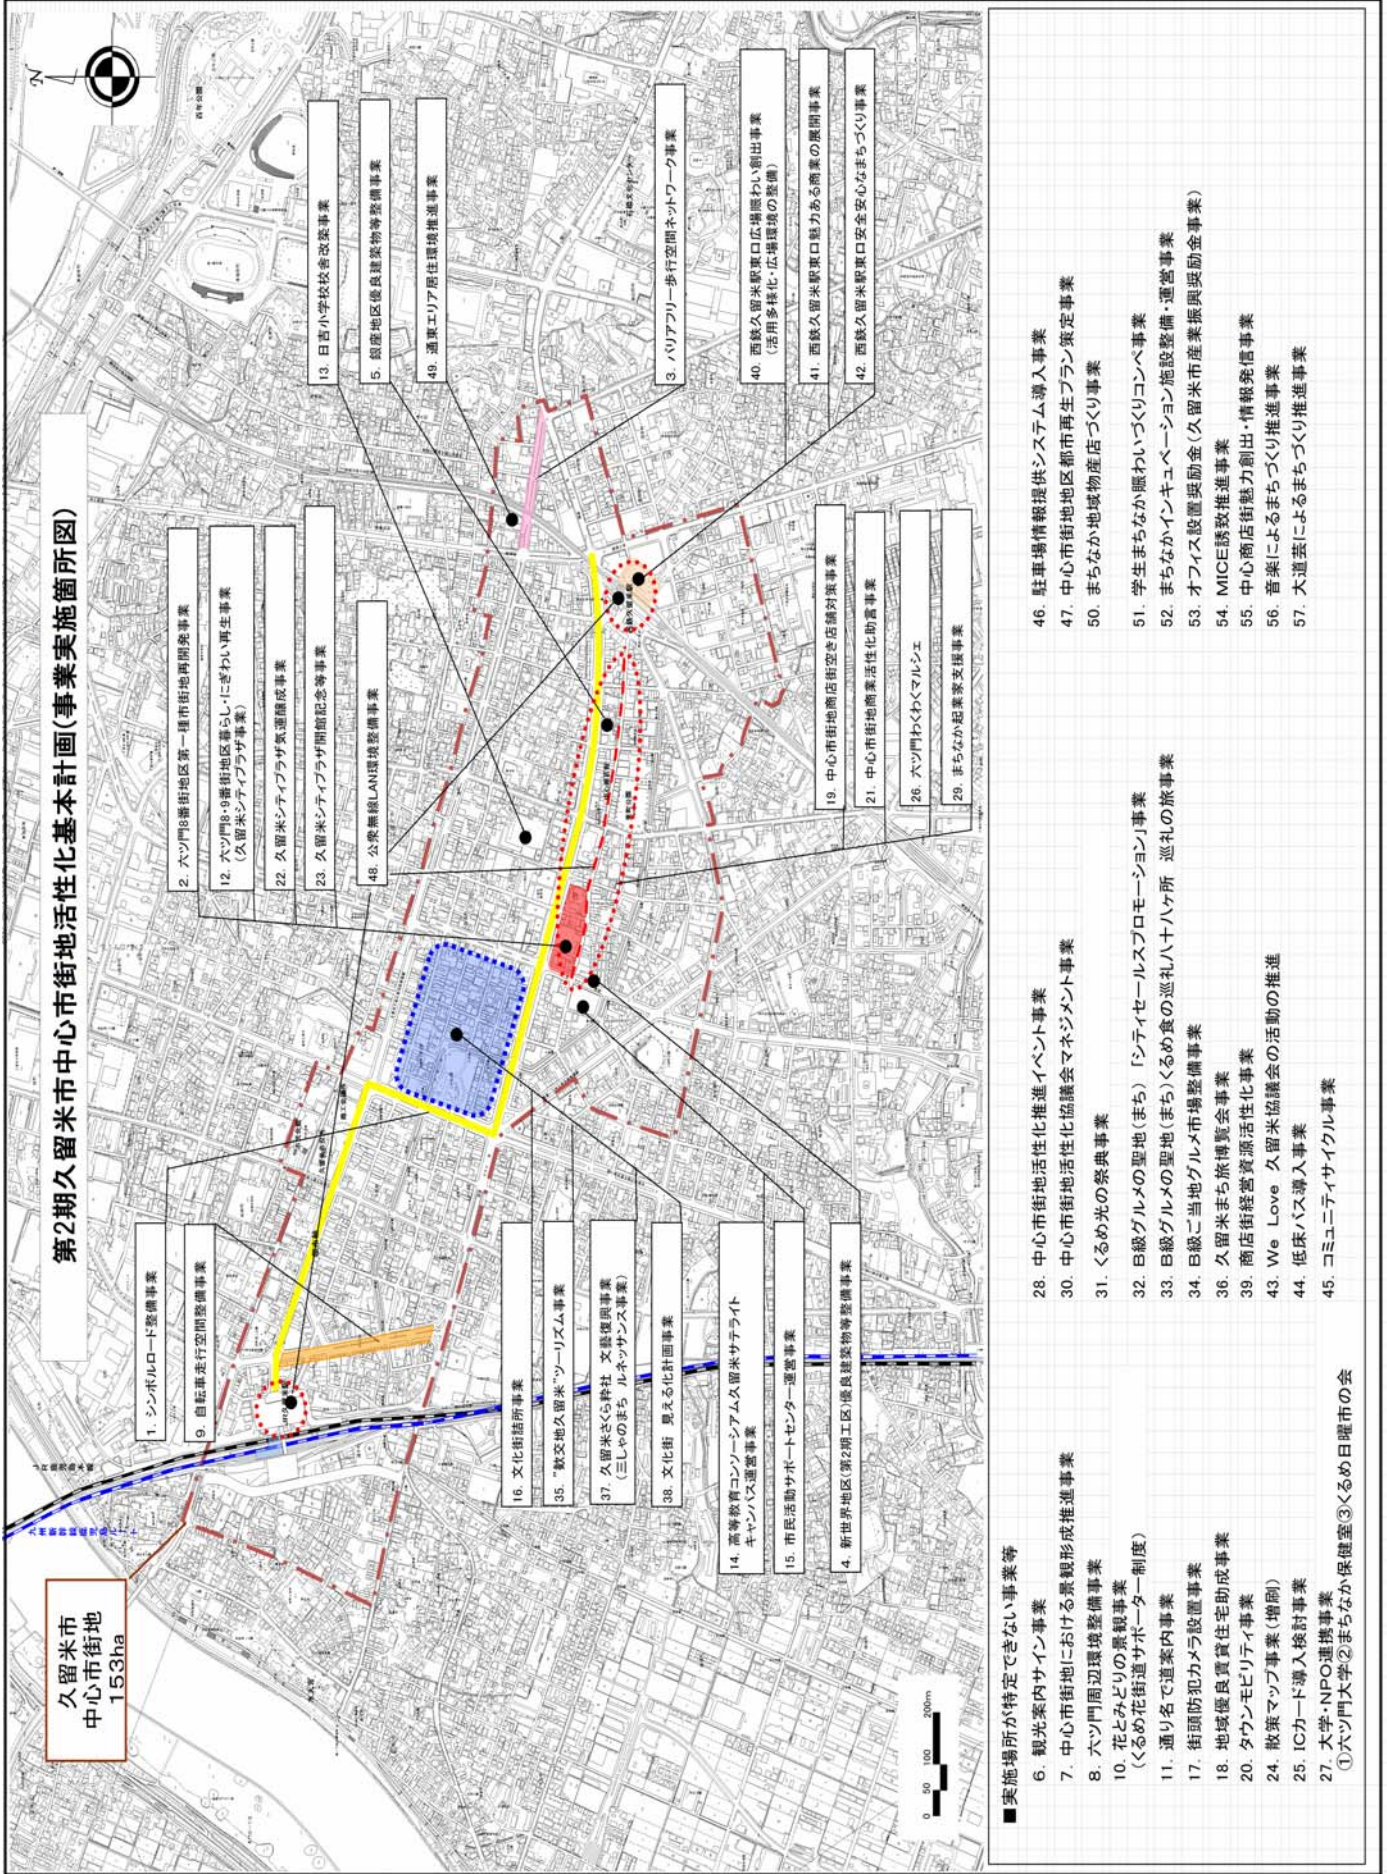 第2期久留米市中心市街地活性化基本計画(事業実施箇所図)
N
久留米市
中心市街地
153ha
九州新幹線鹿児島ルート
JR鹿児島本線
1. シンボルロード整備事業
9. 自転車走行空間整備事業
2. 六ツ門8番街地区第一種市街地再開発事業
12. 六ツ門8・9番街地区暮らし・にぎわい再生事業
(久留米シティプラザ事業)
22. 久留米シティプラザ気運醸成事業
23. 久留米シティプラザ開館記念等事業
48. 公衆無線LAN環境整備事業
13. 日吉小学校校舎改築事業
5. 銀座地区優良建築物等整備事業
49. 通東エリア居住環境推進事業
3. バリアフリー歩行空間ネットワーク事業
40. 西鉄久留米駅東口広場賑わい創出事業
(活用多様化・広場環境の整備)
41. 西鉄久留米駅東口魅力ある商業の展開事業
42. 西鉄久留米駅東口安全安心なまちづくり事業
16. 文化街詰所事業
35. "歓交地久留米"ツーリズム事業
37. 久留米さくら粋社 文藝復興事業
(三しゃのまち ルネッサンス事業)
38. 文化街 見える化計画事業
14. 高等教育コンソーシアム久留米サテライト
キャンパス運営事業
15. 市民活動サポートセンター運営事業
4. 新世界地区(第2期工区)優良建築物等整備事業
19. 中心市街地商店街空き店舗対策事業
21. 中心市街地商業活性化助言事業
26. 六ツ門わくわくマルシェ
29. まちなか起業家支援事業
0 50 100 200m
■実施場所が特定できない事業等
6. 観光案内サイン事業
7. 中心市街地における景観形成推進事業
8. 六ツ門周辺環境整備事業
10. 花とみどりの景観事業
(くるめ花街道サポーター制度)
11. 通り名で道案内事業
17. 街頭防犯カメラ設置事業
18. 地域優良賃貸住宅助成事業
20. タウンモビリティ事業
24. 散策マップ事業(増刷)
25. ICカード導入検討事業
27. 大学・NPO連携事業
①六ツ門大学②まちなか保健室③くるめ日曜市の会
28. 中心市街地活性化推進イベント事業
30. 中心市街地活性化協議会マネジメント事業
31. くるめ光の祭典事業
32. B級グルメの聖地(まち) 「シティセールスプロモーション」事業
33. B級グルメの聖地(まち)くるめ食の巡礼八十八ヶ所 巡礼の旅事業
34. B級ご当地グルメ市場整備事業
36. 久留米まち旅博覧会事業
39. 商店街経営資源活性化事業
43. We Love 久留米協議会の活動の推進
44. 低床バス導入事業
45. コミュニティサイクル事業
46. 駐車場情報提供システム導入事業
47. 中心市街地地区都市再生プラン策定事業
50. まちなか地域物産店づくり事業
51. 学生まちなか賑わいづくりコンペ事業
52. まちなかインキュベーション施設整備・運営事業
53. オフィス設置奨励金(久留米市産業振興奨励金事業)
54. MICE誘致推進事業
55. 中心商店街魅力創出・情報発信事業
56. 音楽によるまちづくり推進事業
57. 大道芸によるまちづくり推進事業